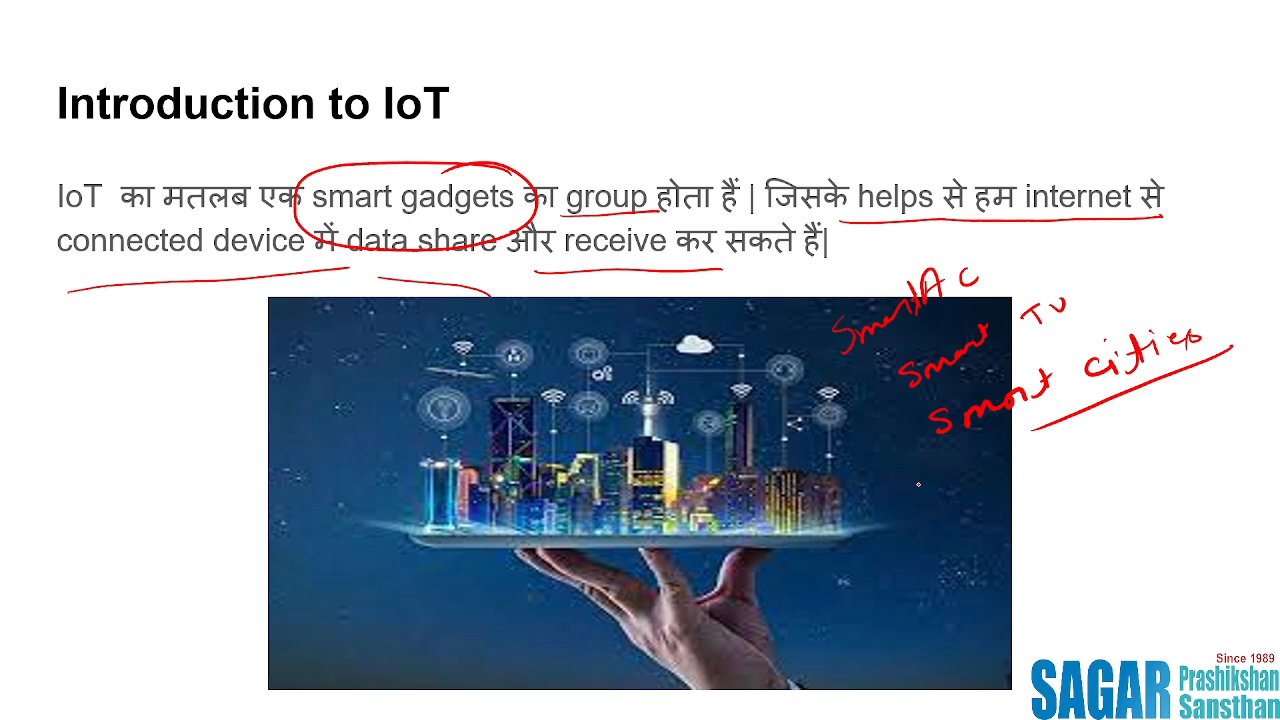 Introduction to IoT
IoT का मतलब एक smart gadgets का group होता हैं | जिसके helps से हम internet से
connected device में data share और receive कर सकते हैं|
Smart A C
Smart Tv
Smart cities
Since 1989
SAGAR Prashikshan
Sansthan